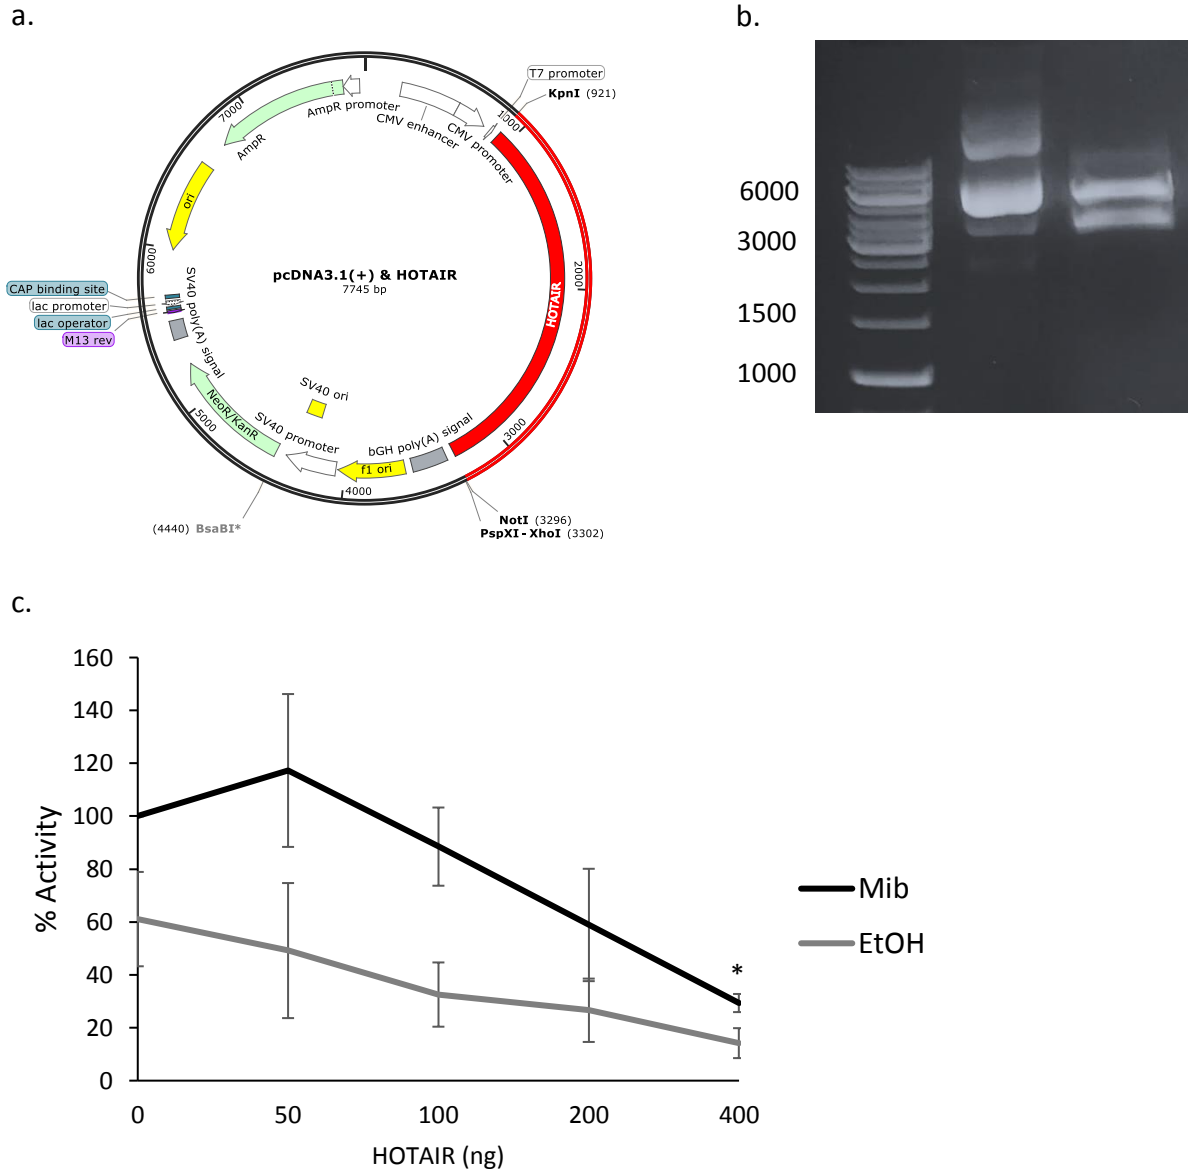 a.
b.
T7 promoter
KpnI (921)
1000
7000
AmpR promoter
CMV enhancer
CMV promoter
AmpR
ori
6000
2000
HOTAIR
pcDNA3.1(+) & HOTAIR
7745 bp
CAP binding site
lac promoter
lac operator
M13 rev
SV40 poly(A) signal
NeoR/KanR
5000
SV40 ori
SV40 promoter
bGH poly(A) signal
f1 ori
3000
4000
(4440) BsaBI*
NotI (3296)
PspXI - XhoI (3302)
6000
3000
1500
1000
c.
160
140
120
100
80
60
40
20
0
% Activity
*
Mib
EtOH
0 50 100 200 400
HOTAIR (ng)